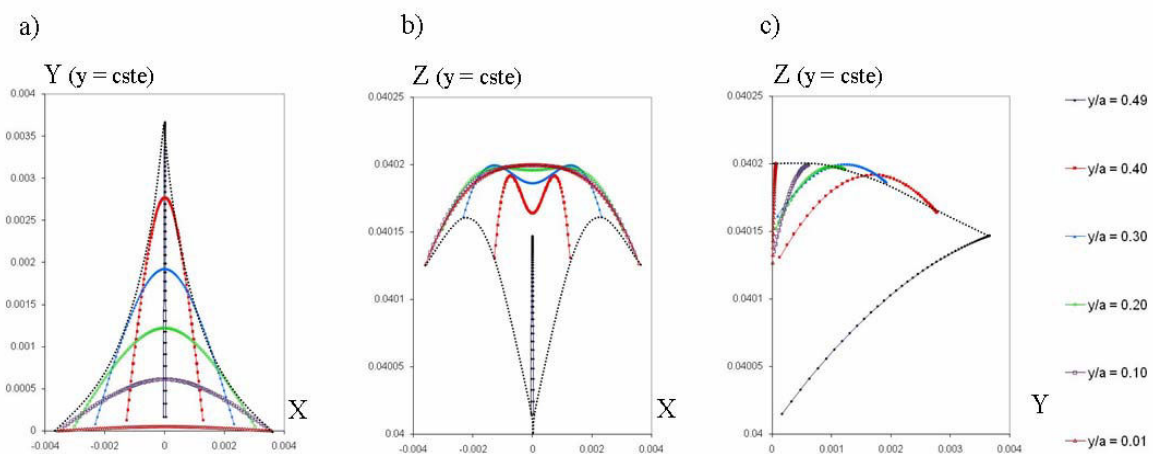 a)
b)
c)
Y (y = cste)
Z (y = cste)
Z (y = cste)
0.004
0.0035
0.003
0.0025
0.002
0.0015
0.001
0.0005
0
-0.004
-0.002
0
0.002
0.004
X
0.04025
0.0402
0.04015
0.0401
0.04005
0.04
-0.004
-0.002
0
0.002
0.004
X
0.04025
0.0402
0.04015
0.0401
0.04005
0.04
0
0.001
0.002
0.003
0.004
Y
y/a = 0.49
y/a = 0.40
y/a = 0.30
y/a = 0.20
y/a = 0.10
y/a = 0.01